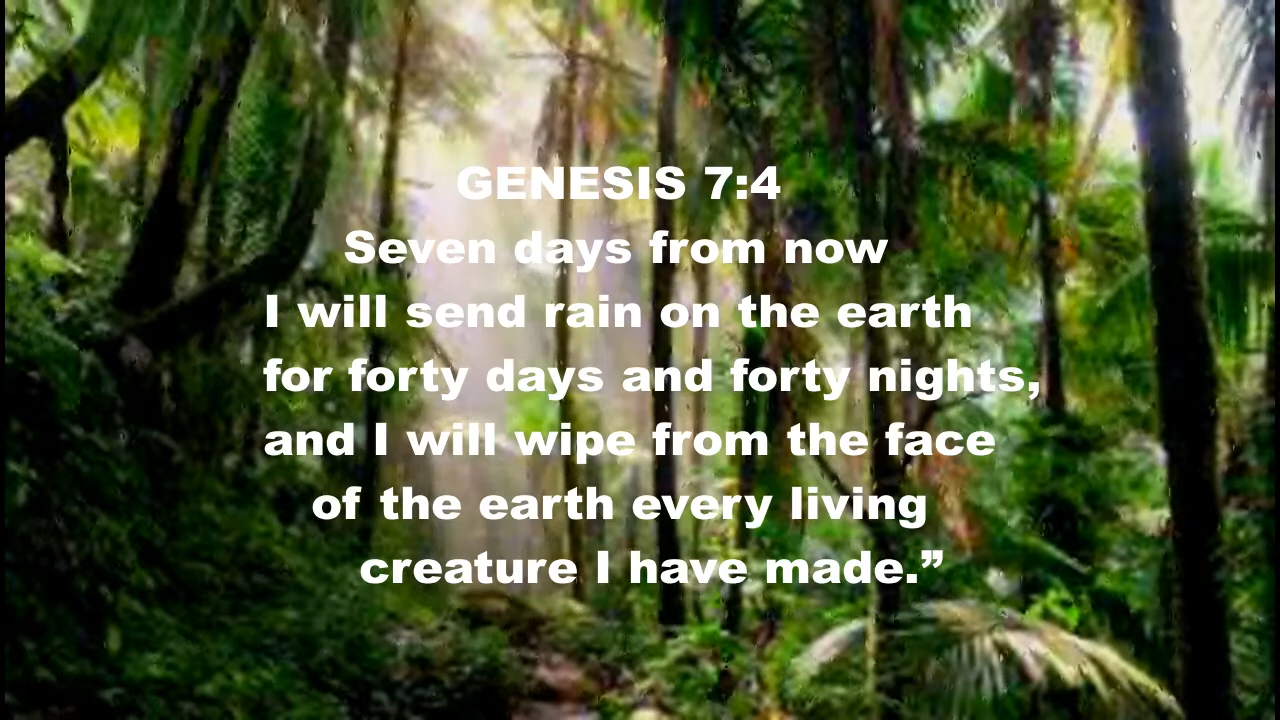 GENESIS 7:4
Seven days from now
I will send rain on the earth
for forty days and forty nights,
and I will wipe from the face
of the earth every living
creature I have made.”